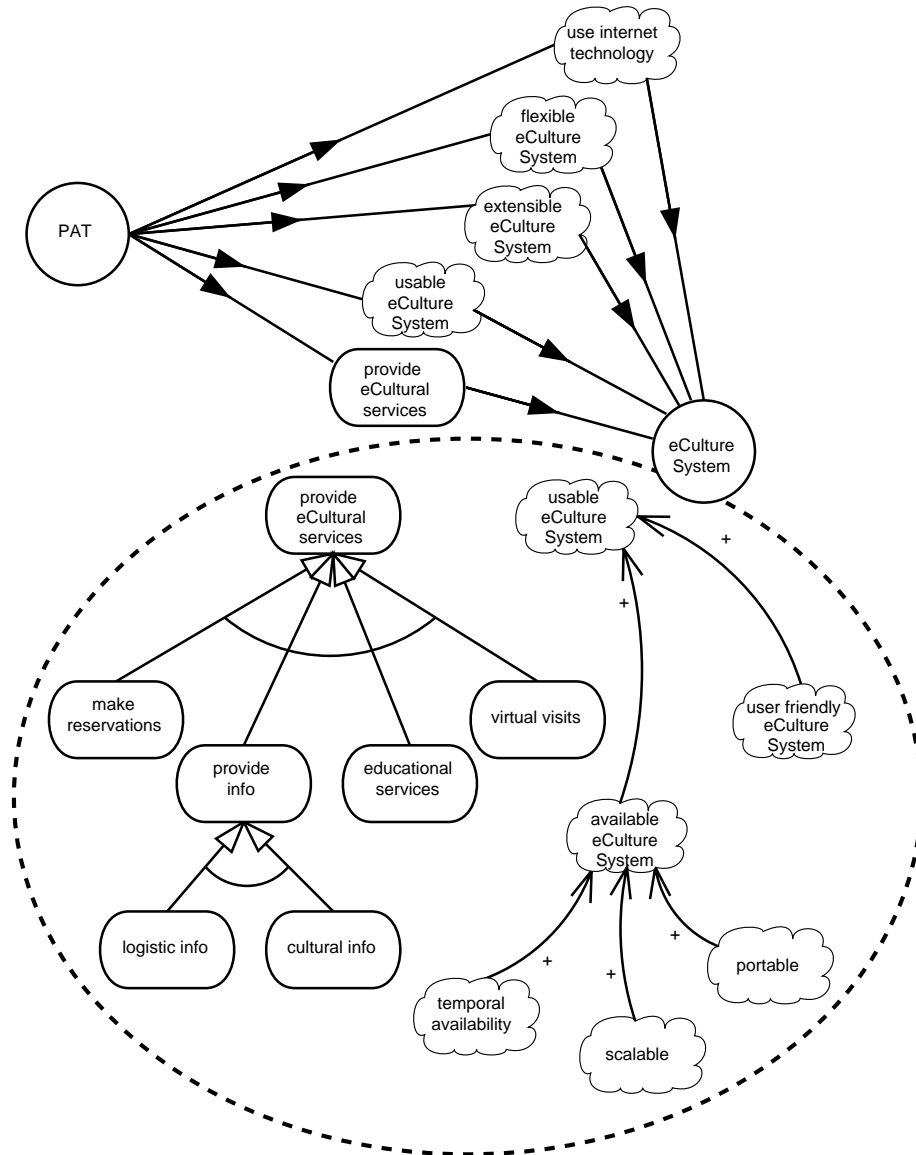 use internet
technology
flexible
eCulture
System
extensible
eCulture
System
PAT
usable
eCulture
System
provide
eCultural
services
eCulture
System
provide
eCultural
services
usable
eCulture
System
+
+
make
reservations
virtual visits
user friendly
eCulture
System
provide
info
educational
services
available
eCulture
System
logistic info
cultural info
+
+
+
portable
temporal
availability
scalable